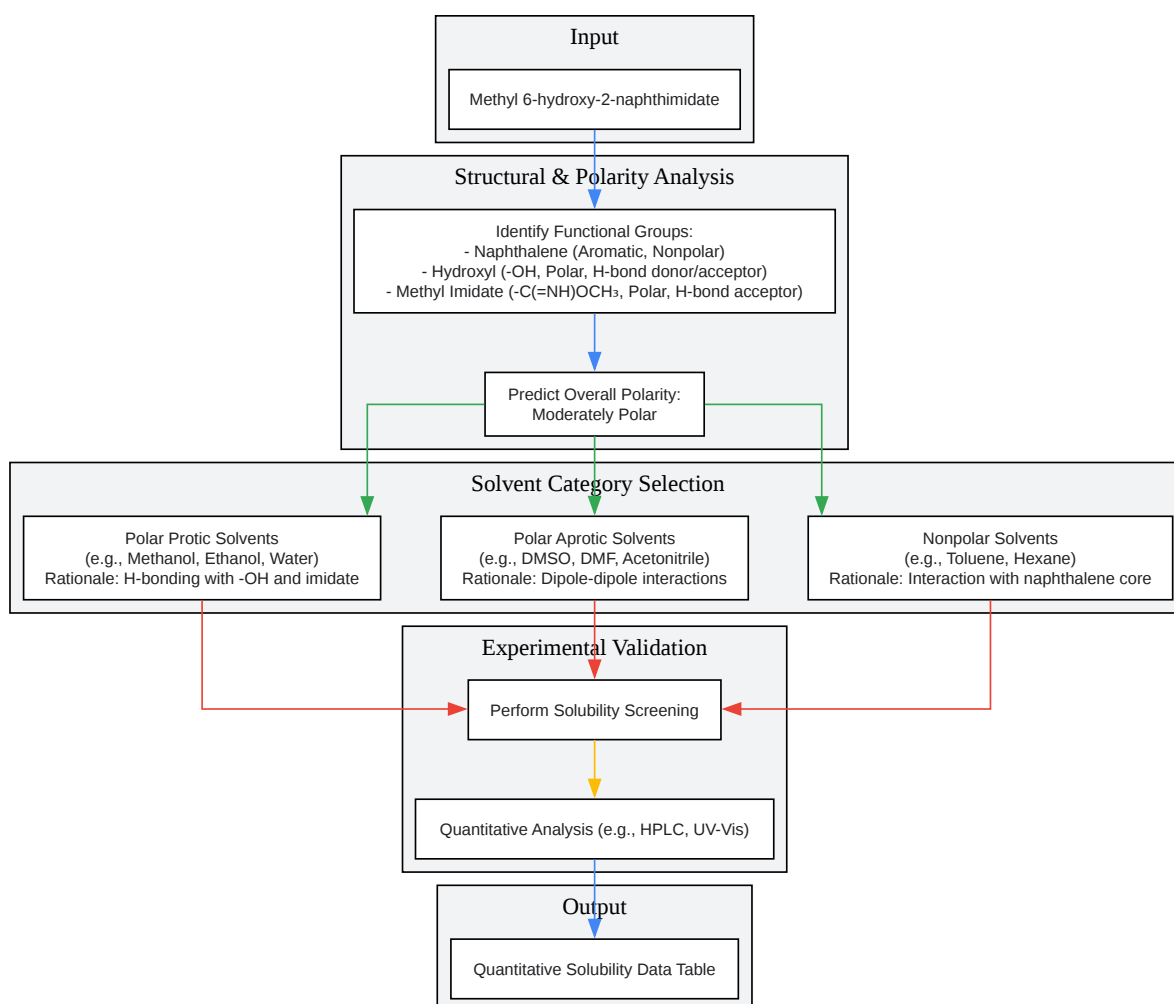 Input
Methyl 6-hydroxy-2-naphthimidate
Structural & Polarity Analysis
Identify Functional Groups:
- Naphthalene (Aromatic, Nonpolar)
- Hydroxyl (-OH, Polar, H-bond donor/acceptor)
- Methyl Imidate (-C(=NH)OCH₃, Polar, H-bond acceptor)
Predict Overall Polarity:
Moderately Polar
Solvent Category Selection
Polar Protic Solvents
(e.g., Methanol, Ethanol, Water)
Rationale: H-bonding with -OH and imidate
Polar Aprotic Solvents
(e.g., DMSO, DMF, Acetonitrile)
Rationale: Dipole-dipole interactions
Nonpolar Solvents
(e.g., Toluene, Hexane)
Rationale: Interaction with naphthalene core
Experimental Validation
Perform Solubility Screening
Quantitative Analysis (e.g., HPLC, UV-Vis)
Output
Quantitative Solubility Data Table